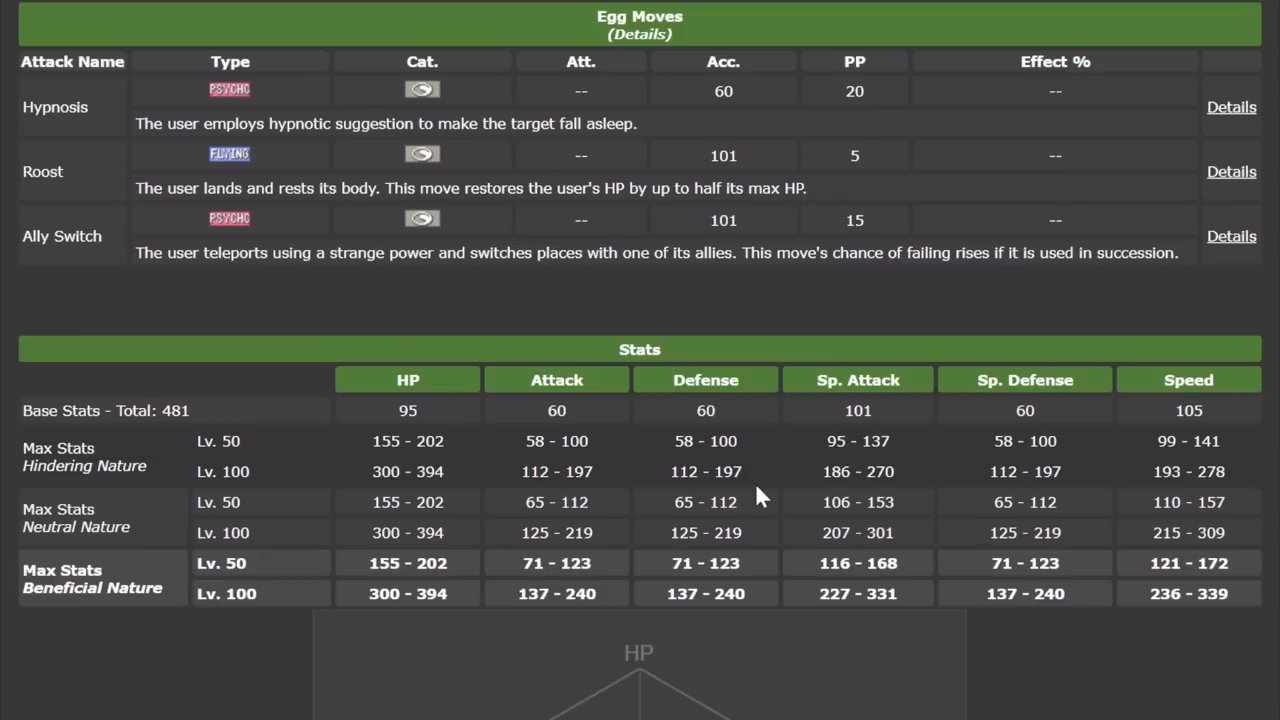 Egg Moves
(Details)
Attack Name Type Cat. Att. Acc. PP Effect %
Hypnosis PSYCHC -- 60 20 -- Details
The user employs hypnotic suggestion to make the target fall asleep.
Roost FLYING -- 101 5 -- Details
The user lands and rests its body. This move restores the user's HP by up to half its max HP.
Ally Switch PSYCHC -- 101 15 -- Details
The user teleports using a strange power and switches places with one of its allies. This move's chance of failing rises if it is used in succession.
Stats
HP Attack Defense Sp. Attack Sp. Defense Speed
Base Stats - Total: 481 95 60 60 101 60 105
Max Stats
Hindering Nature
Lv. 50 155 - 202 58 - 100 58 - 100 95 - 137 58 - 100 99 - 141
Lv. 100 300 - 394 112 - 197 112 - 197 186 - 270 112 - 197 193 - 278
Max Stats
Neutral Nature
Lv. 50 155 - 202 65 - 112 65 - 112 106 - 153 65 - 112 110 - 157
Lv. 100 300 - 394 125 - 219 125 - 219 207 - 301 125 - 219 215 - 309
Max Stats
Beneficial Nature
Lv. 50 155 - 202 71 - 123 71 - 123 116 - 168 71 - 123 121 - 172
Lv. 100 300 - 394 137 - 240 137 - 240 227 - 331 137 - 240 236 - 339
HP